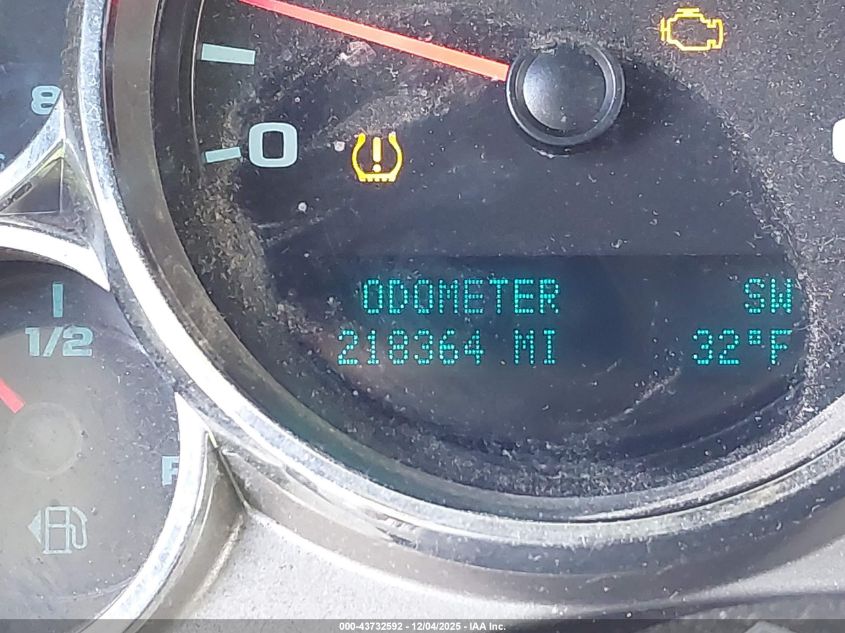 8
0
ODOMETER SW
218364 MI 32°F
1/2
000-43732592 - 12/04/2025 - IAA Inc.